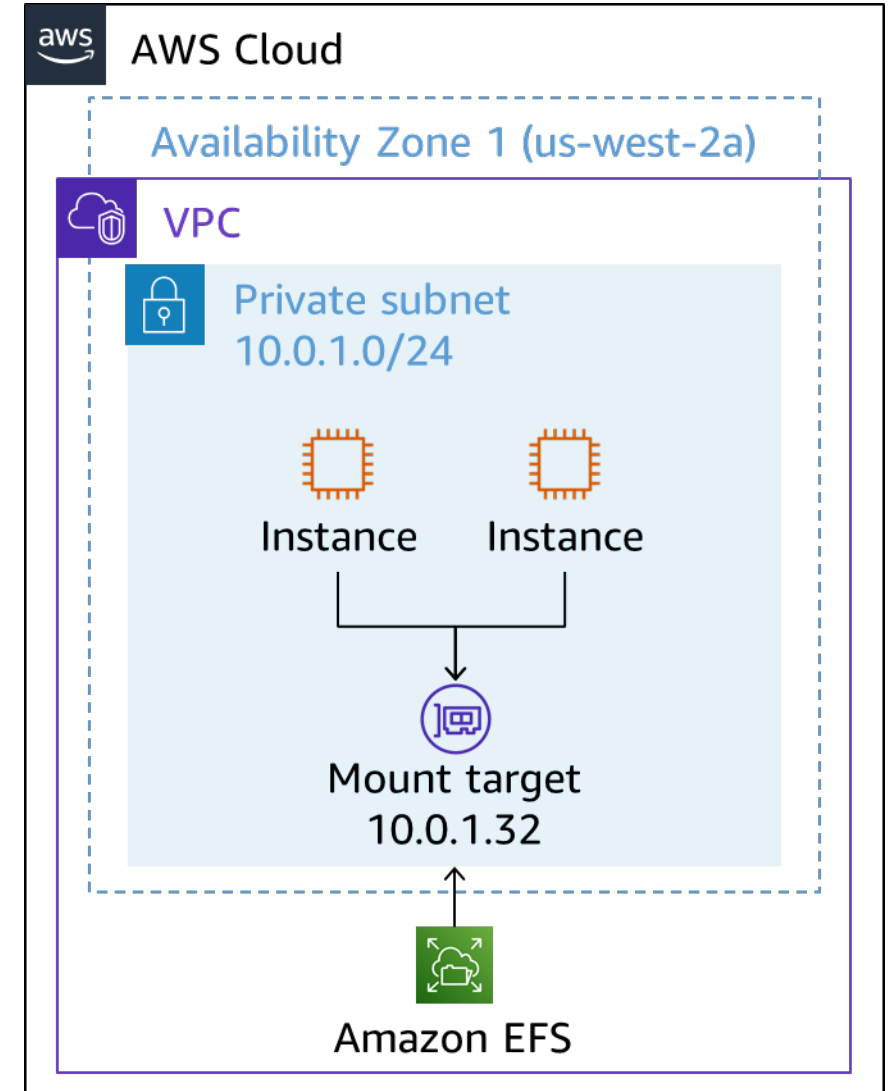 aws
AWS Cloud
Availability Zone 1 (us-west-2a)
VPC
Private subnet
10.0.1.0/24
Instance
Instance
Mount target
10.0.1.32
Amazon EFS